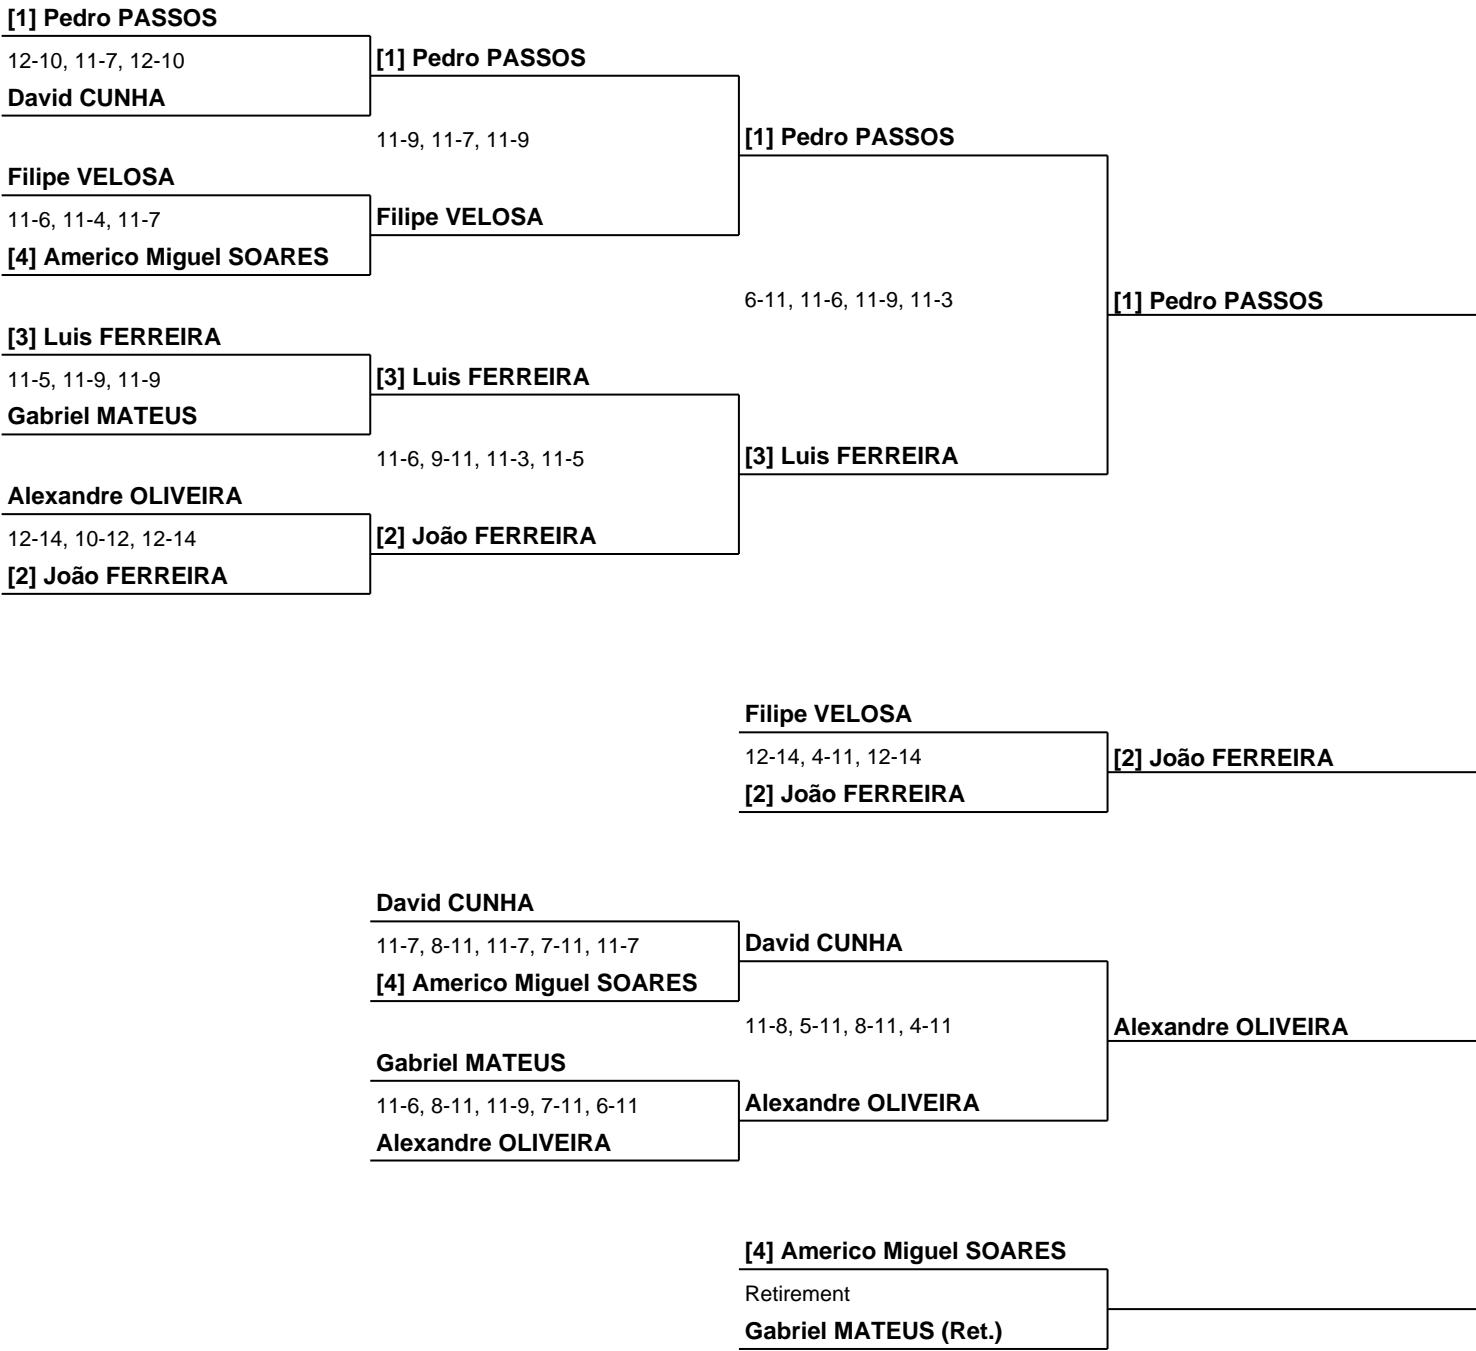 [1] Pedro PASSOS
12-10, 11-7, 12-10
[1] Pedro PASSOS
David CUNHA
11-9, 11-7, 11-9
[1] Pedro PASSOS
Filipe VELOSA
11-6, 11-4, 11-7
Filipe VELOSA
[4] Americo Miguel SOARES
6-11, 11-6, 11-9, 11-3
[1] Pedro PASSOS
[3] Luis FERREIRA
11-5, 11-9, 11-9
[3] Luis FERREIRA
Gabriel MATEUS
11-6, 9-11, 11-3, 11-5
[3] Luis FERREIRA
Alexandre OLIVEIRA
12-14, 10-12, 12-14
[2] João FERREIRA
[2] João FERREIRA
Filipe VELOSA
12-14, 4-11, 12-14
[2] João FERREIRA
[2] João FERREIRA
David CUNHA
11-7, 8-11, 11-7, 7-11, 11-7
David CUNHA
[4] Americo Miguel SOARES
11-8, 5-11, 8-11, 4-11
Alexandre OLIVEIRA
Gabriel MATEUS
11-6, 8-11, 11-9, 7-11, 6-11
Alexandre OLIVEIRA
Alexandre OLIVEIRA
[4] Americo Miguel SOARES
Retirement
Gabriel MATEUS (Ret.)